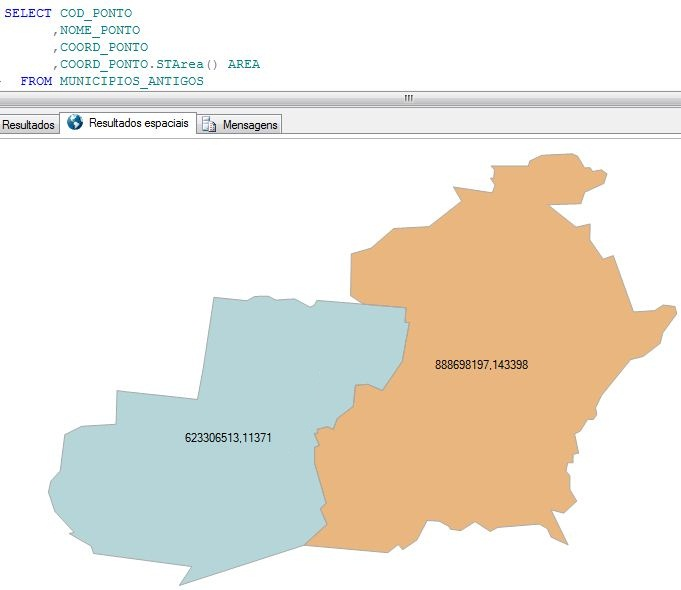 SELECT COD_PONTO
,NOME_PONTO
,COORD_PONTO
,COORD_PONTO.STArea() AREA
FROM MUNICIPIOS_ANTIGOS
Resultados Resultados espaciais Mensagens
888698197,143398
623306513,11371